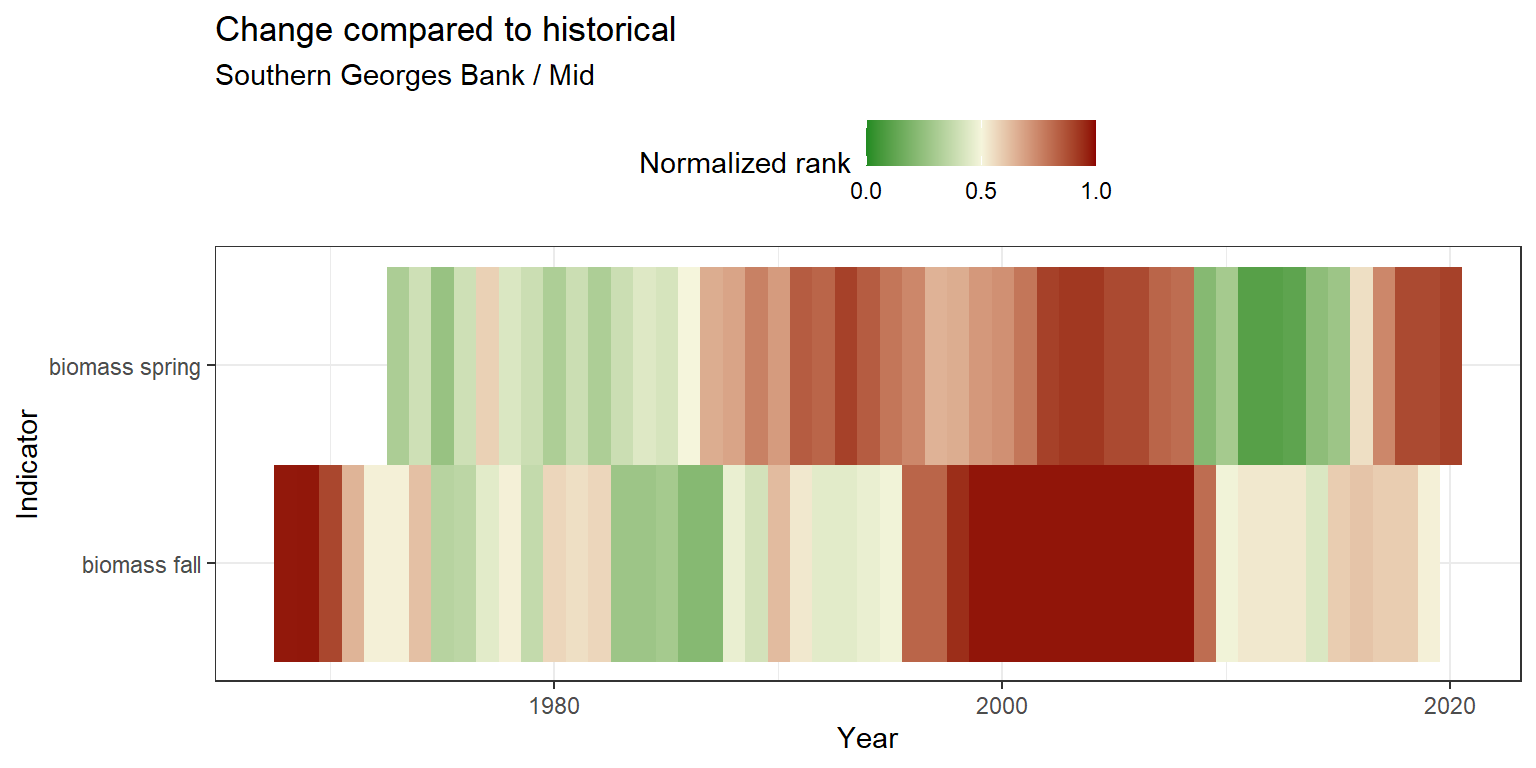 Change compared to historical
Southern Georges Bank / Mid
Normalized rank
0.0 0.5 1.0
Indicator
biomass spring
biomass fall
1980 2000 2020
Year